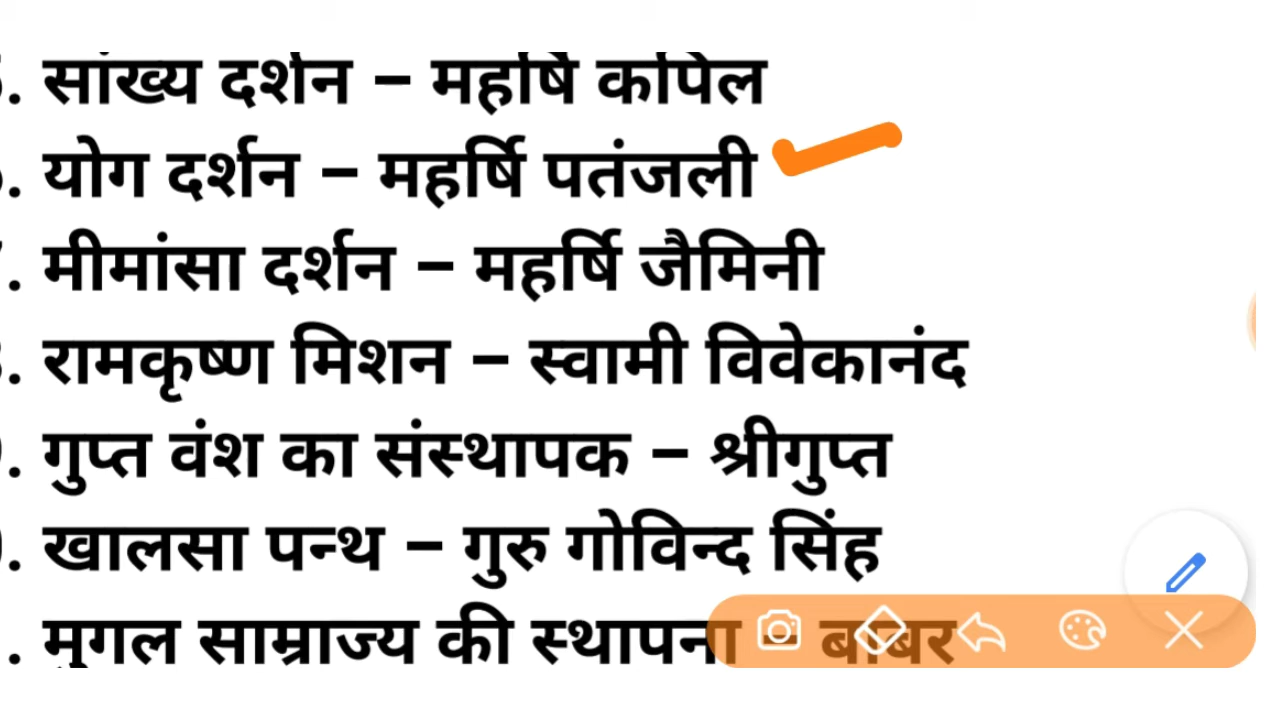 . सांख्य दर्शन – महर्षि कपिल
. योग दर्शन – महर्षि पतंजली
. मीमांसा दर्शन – महर्षि जैमिनी
. रामकृष्ण मिशन – स्वामी विवेकानंद
. गुप्त वंश का संस्थापक – श्रीगुप्त
. खालसा पन्थ – गुरु गोविन्द सिंह
. मुगल साम्राज्य की स्थापना – बाबर